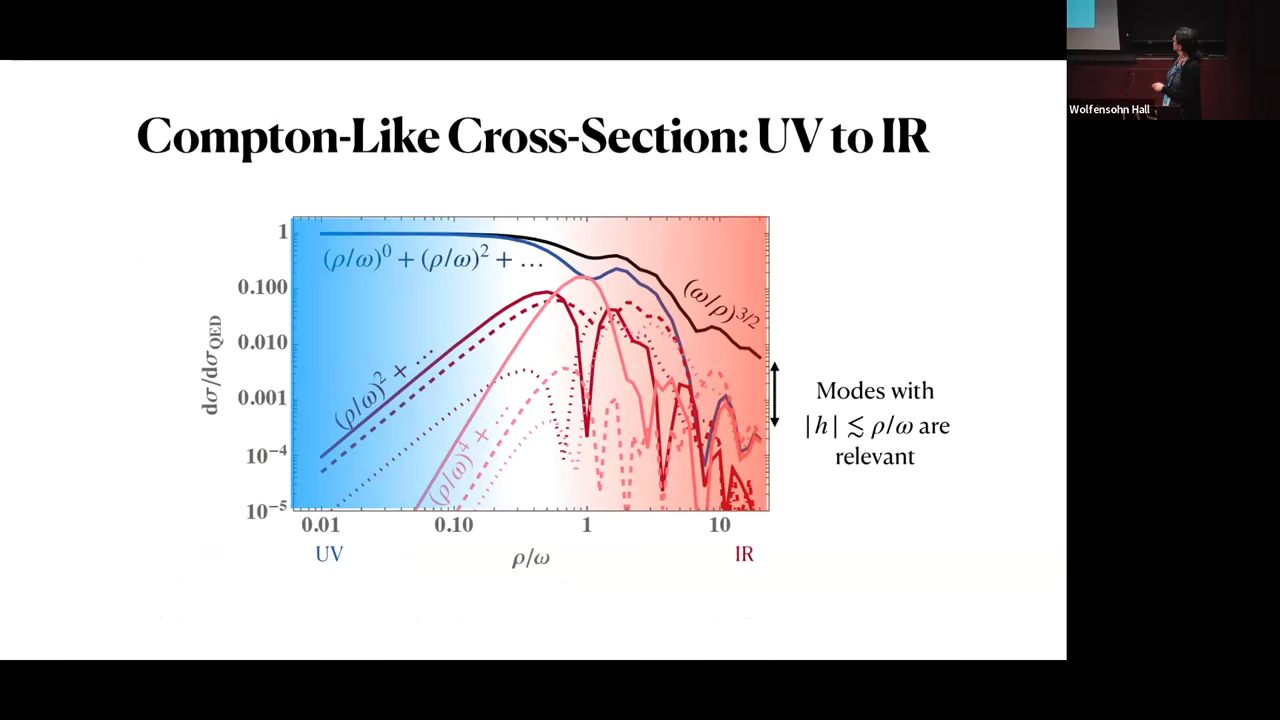 Compton-Like Cross-Section: UV to IR
Wolfensohn Hall
1
0.100
0.010
0.001
10⁻⁴
10⁻⁵
dσ/dσ_QED
(ρ/ω)⁰ + (ρ/ω)² + …
(ρ/ω)² + …
(ρ/ω)⁴ + …
(ω/ρ)^{3/2}
0.01 0.10 1 10
UV ρ/ω IR
Modes with
|h| ≲ ρ/ω are
relevant